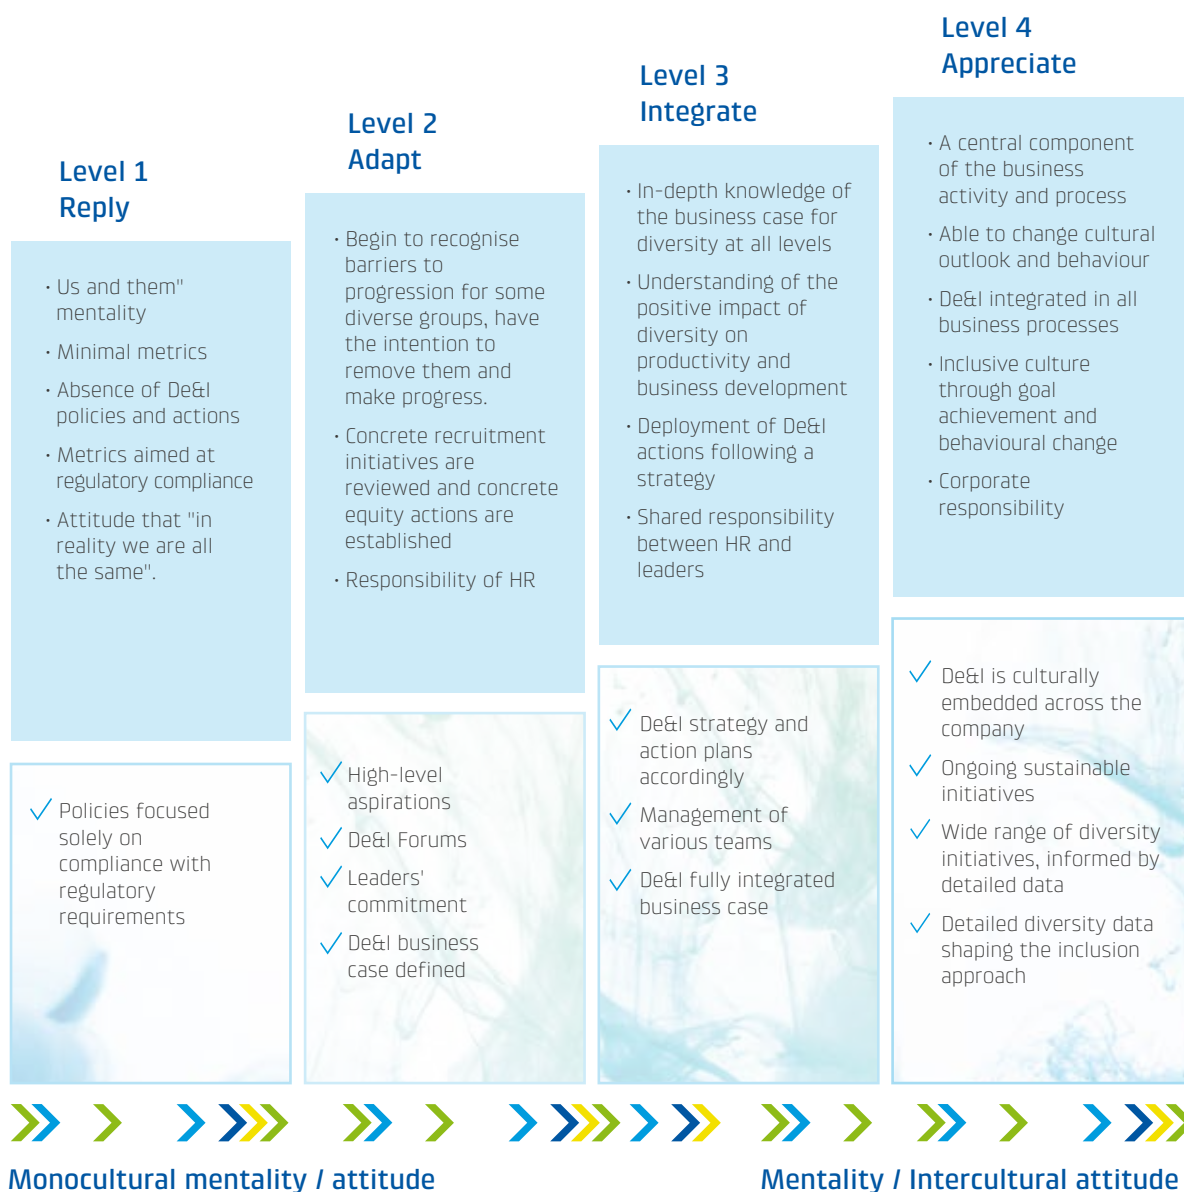 Level 1
Reply
· Us and them"
mentality
· Minimal metrics
· Absence of De&I
policies and actions
· Metrics aimed at
regulatory compliance
· Attitude that "in
reality we are all
the same".
✓ Policies focused
solely on
compliance with
regulatory
requirements
Level 2
Adapt
· Begin to recognise
barriers to
progression for some
diverse groups, have
the intention to
remove them and
make progress.
· Concrete recruitment
initiatives are
reviewed and concrete
equity actions are
established
· Responsibility of HR
✓ High-level
aspirations
✓ De&I Forums
✓ Leaders'
commitment
✓ De&I business
case defined
Level 3
Integrate
· In-depth knowledge of
the business case for
diversity at all levels
· Understanding of the
positive impact of
diversity on
productivity and
business development
· Deployment of De&I
actions following a
strategy
· Shared responsibility
between HR and
leaders
✓ De&I strategy and
action plans
accordingly
✓ Management of
various teams
✓ De&I fully integrated
business case
Level 4
Appreciate
· A central component
of the business
activity and process
· Able to change cultural
outlook and behaviour
· De&I integrated in all
business processes
· Inclusive culture
through goal
achievement and
behavioural change
· Corporate
responsibility
✓ De&I is culturally
embedded across the
company
✓ Ongoing sustainable
initiatives
✓ Wide range of diversity
initiatives, informed by
detailed data
✓ Detailed diversity data
shaping the inclusion
approach
Monocultural mentality / attitude
Mentality / Intercultural attitude